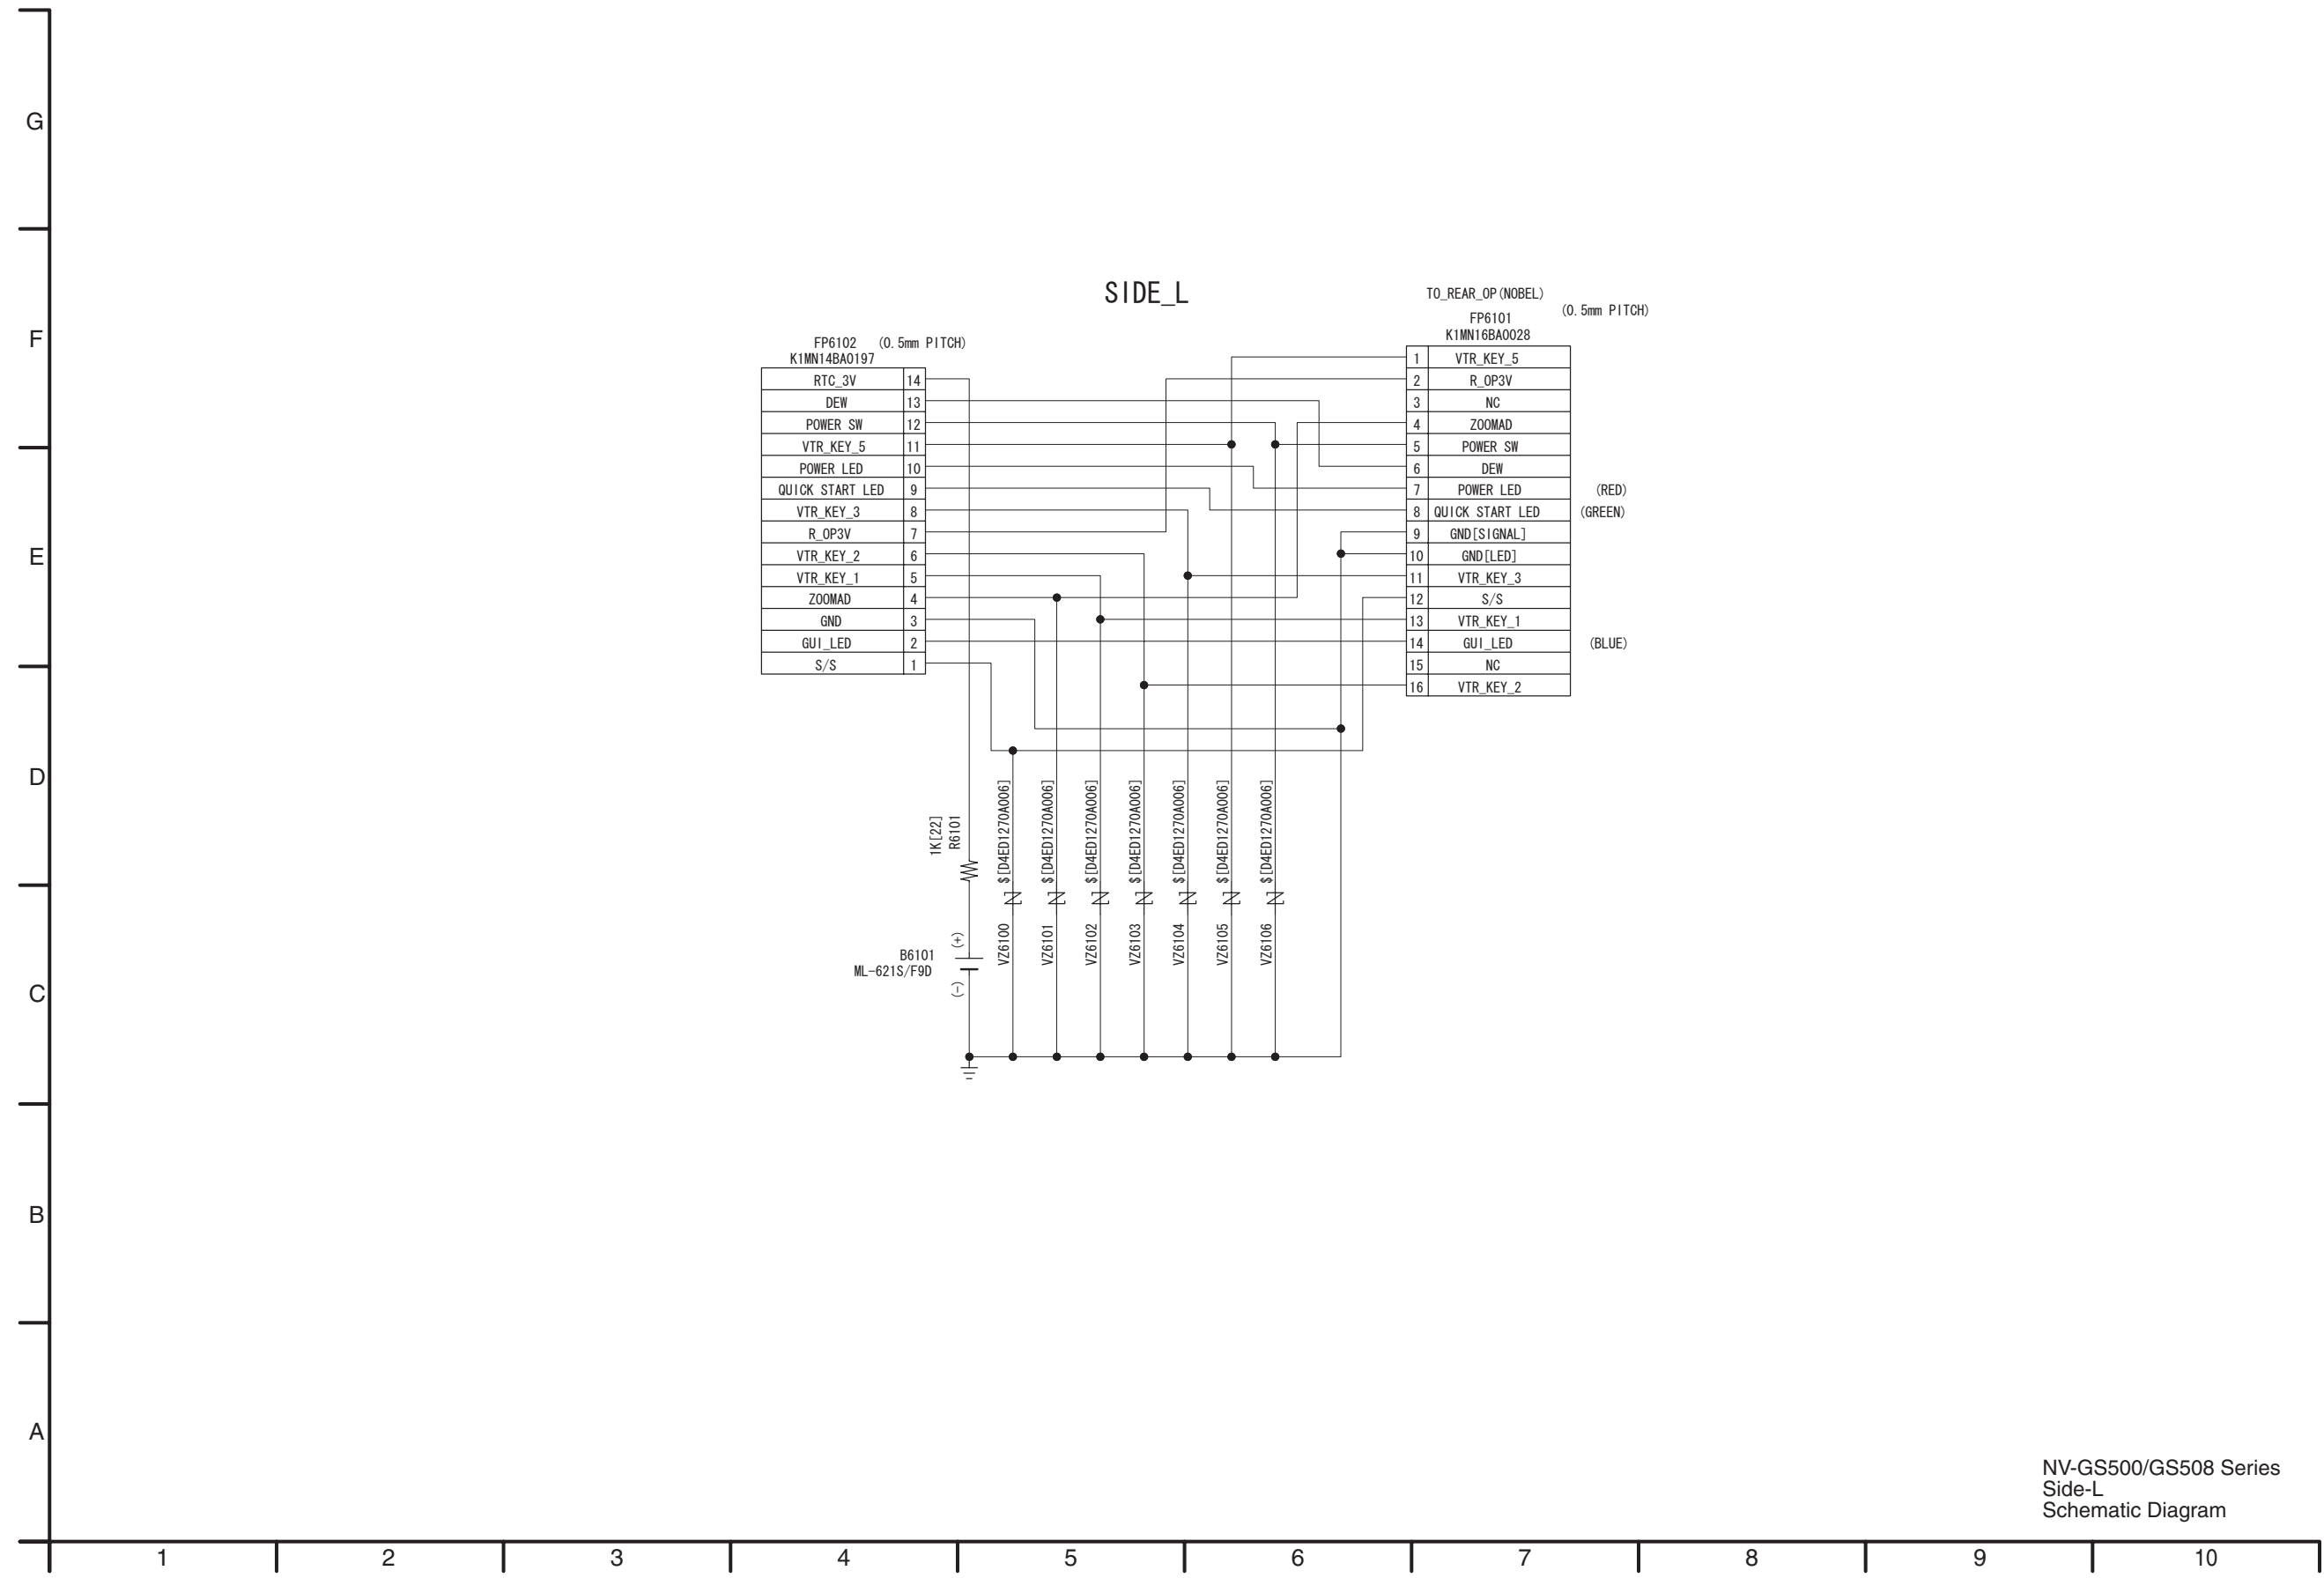 G
F
E
D
C
B
A
SIDE_L
FP6102 (0.5mm PITCH)
K1MN14BA0197
RTC_3V 14
DEW 13
POWER SW 12
VTR_KEY_5 11
POWER LED 10
QUICK START LED 9
VTR_KEY_3 8
R_OP3V 7
VTR_KEY_2 6
VTR_KEY_1 5
ZOOMAD 4
GND 3
GUI_LED 2
S/S 1
TO_REAR_OP(NOBEL)
(0.5mm PITCH)
FP6101
K1MN16BA0028
1 VTR_KEY_5
2 R_OP3V
3 NC
4 ZOOMAD
5 POWER SW
6 DEW
7 POWER LED (RED)
8 QUICK START LED (GREEN)
9 GND[SIGNAL]
10 GND[LED]
11 VTR_KEY_3
12 S/S
13 VTR_KEY_1
14 GUI_LED (BLUE)
15 NC
16 VTR_KEY_2
1K[22]
R6101
$[D4ED1270A006]
$[D4ED1270A006]
$[D4ED1270A006]
$[D4ED1270A006]
$[D4ED1270A006]
$[D4ED1270A006]
$[D4ED1270A006]
VZ6100
VZ6101
VZ6102
VZ6103
VZ6104
VZ6105
VZ6106
(+)
B6101
ML-621S/F9D
(-)
NV-GS500/GS508 Series
Side-L
Schematic Diagram
1 2 3 4 5 6 7 8 9 10